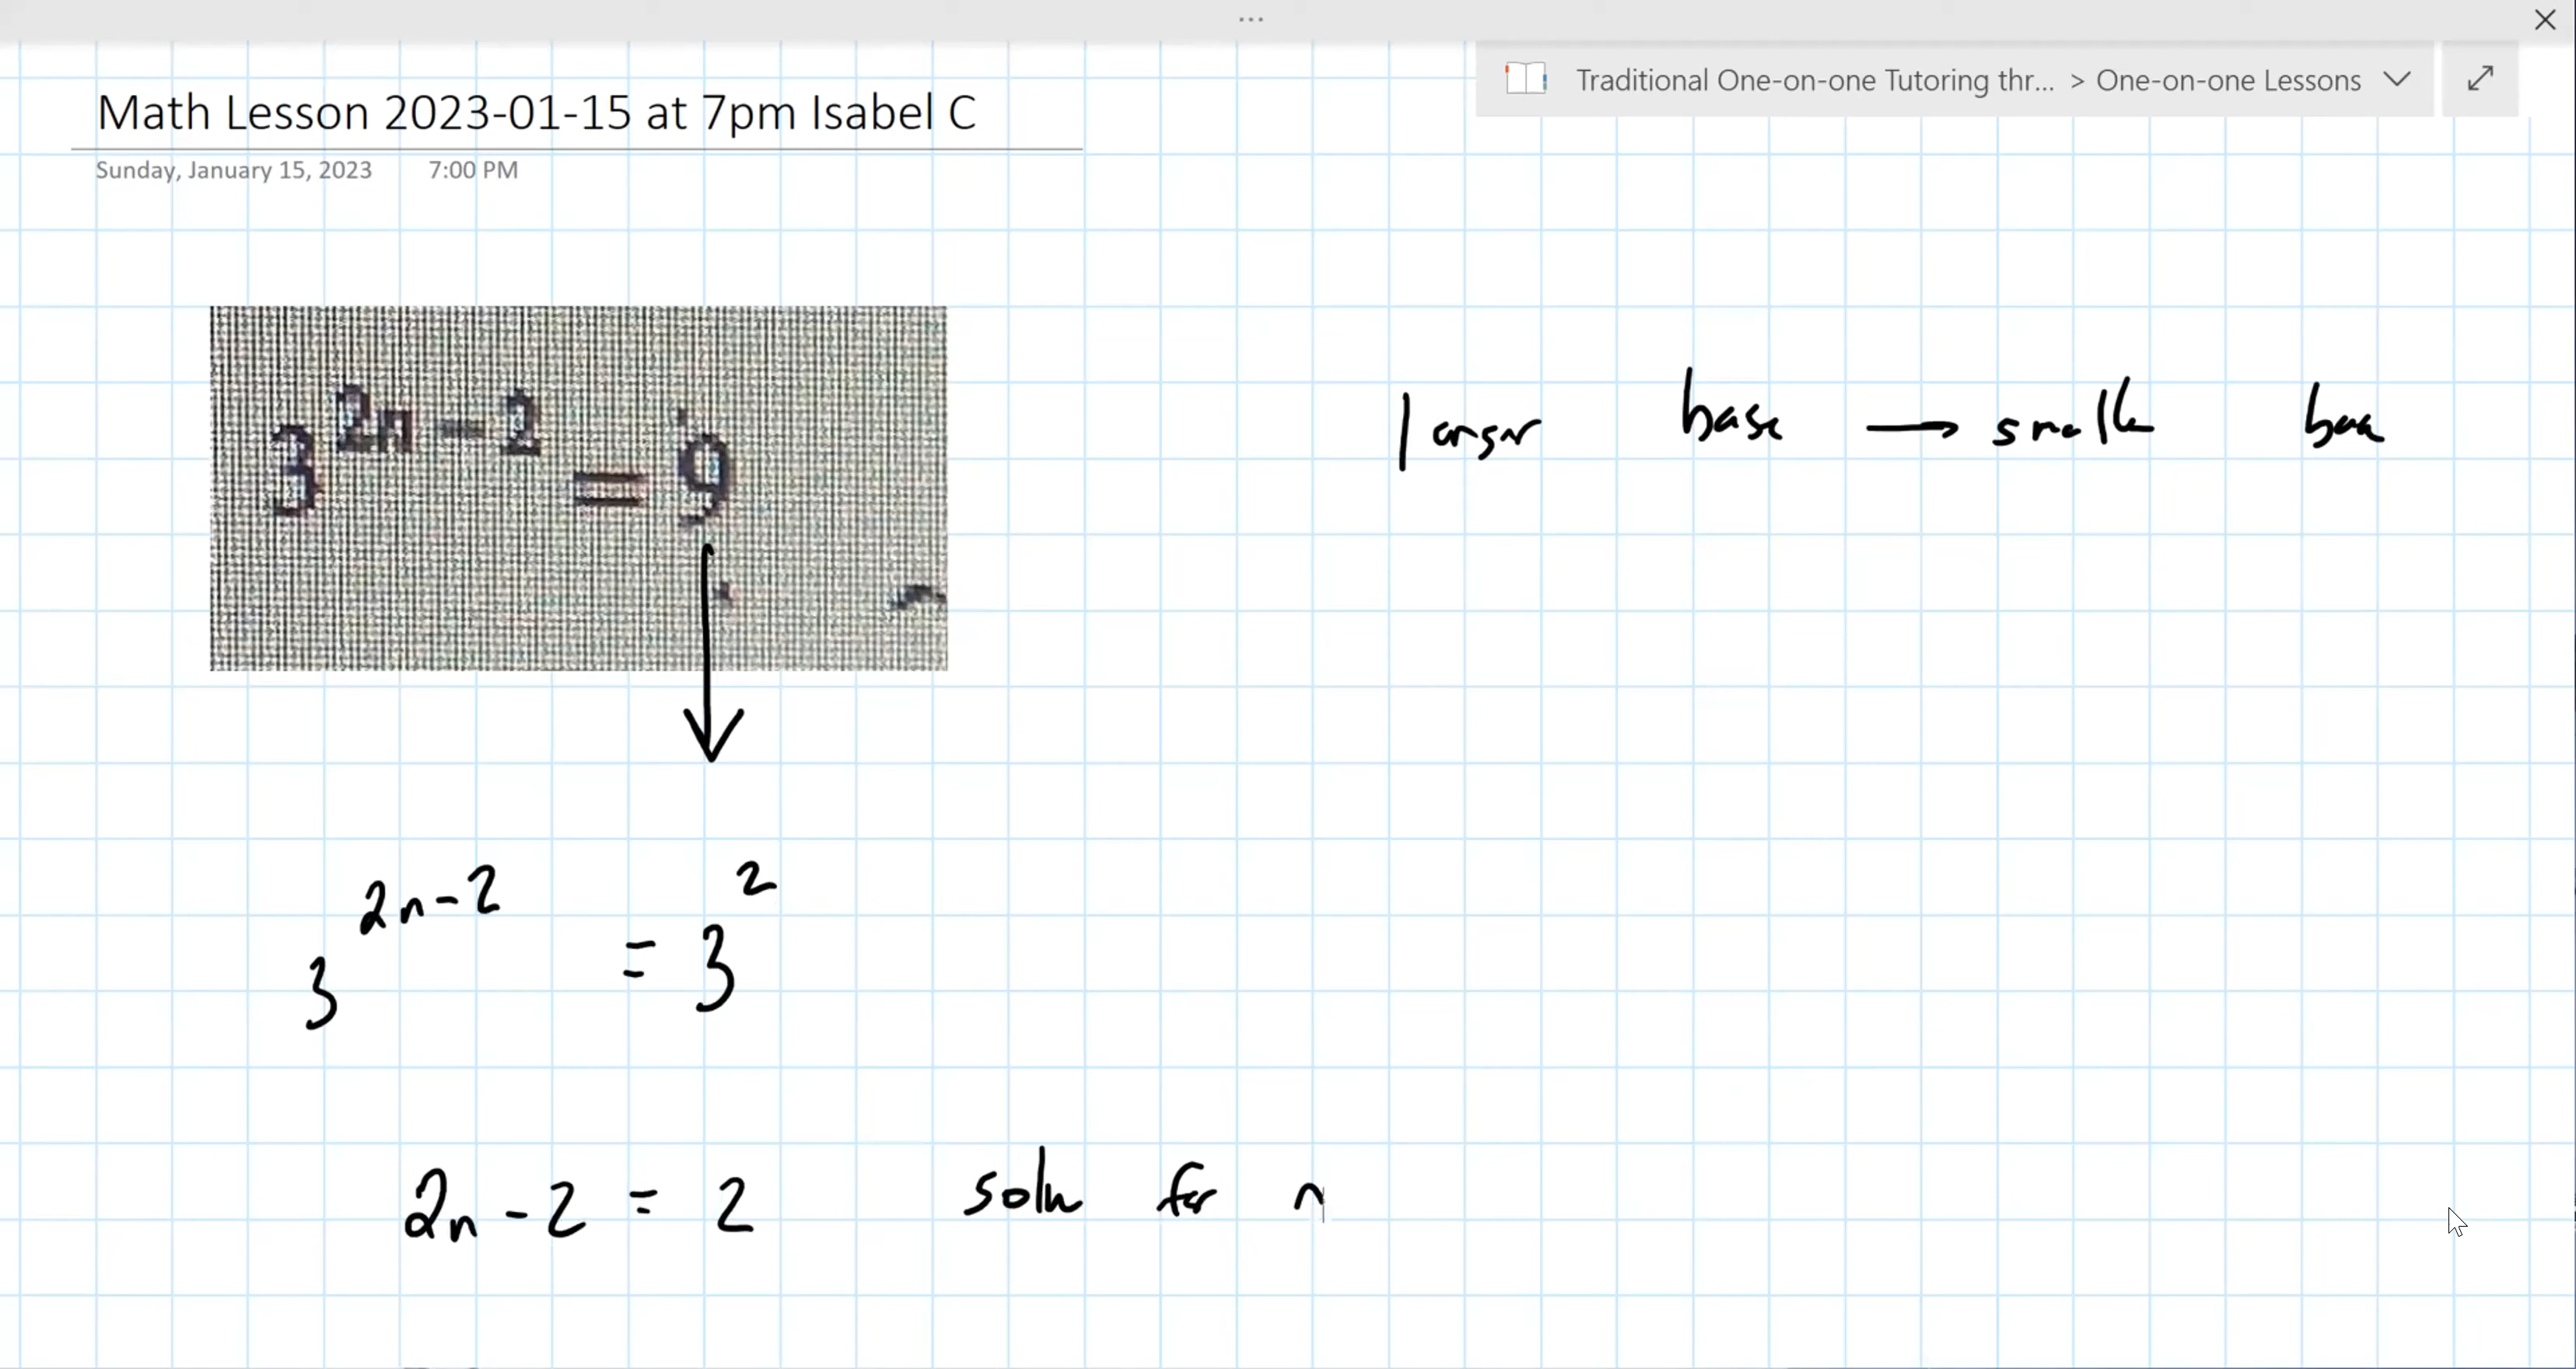 ...
Traditional One-on-one Tutoring thr... > One-on-one Lessons
Math Lesson 2023-01-15 at 7pm Isabel C
Sunday, January 15, 2023 7:00 PM
3^{2n-2} = 9
larger base → smaller base
3^{2n-2} = 3^2
2n-2 = 2 solve for n